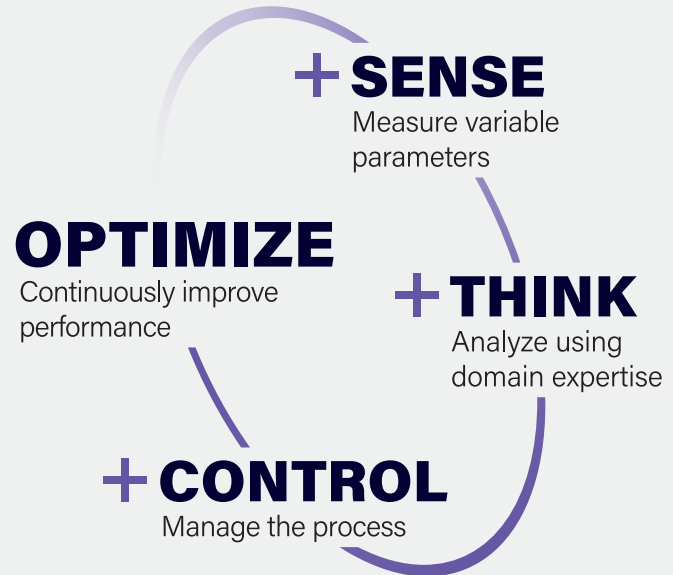 + SENSE
Measure variable
parameters
+ THINK
Analyze using
domain expertise
+ CONTROL
Manage the process
OPTIMIZE
Continuously improve
performance